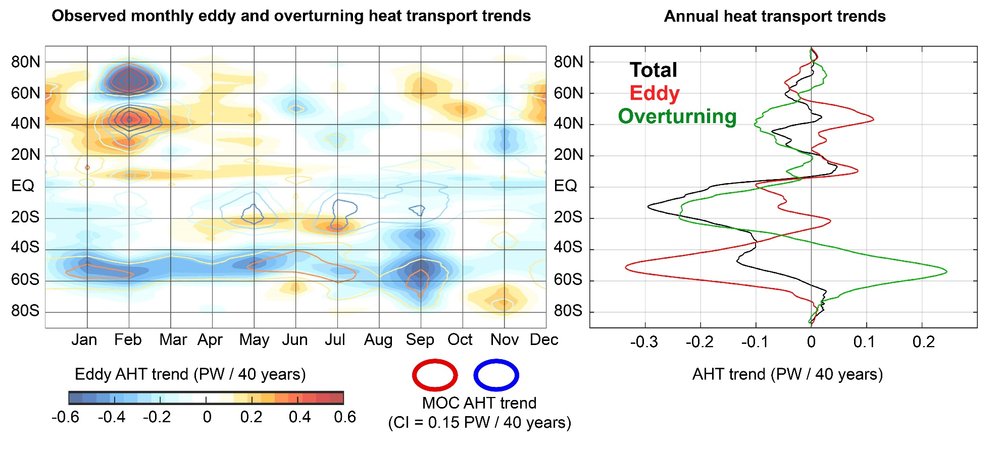 Observed monthly eddy and overturning heat transport trends
Annual heat transport trends
80N
60N
40N
20N
EQ
20S
40S
60S
80S
Jan Feb Mar Apr May Jun Jul Aug Sep Oct Nov Dec
Eddy AHT trend (PW / 40 years)
-0.6 -0.4 -0.2 0 0.2 0.4 0.6
MOC AHT trend
(CI = 0.15 PW / 40 years)
80N
60N
40N
20N
EQ
20S
40S
60S
80S
Total
Eddy
Overturning
-0.3 -0.2 -0.1 0 0.1 0.2
AHT trend (PW / 40 years)